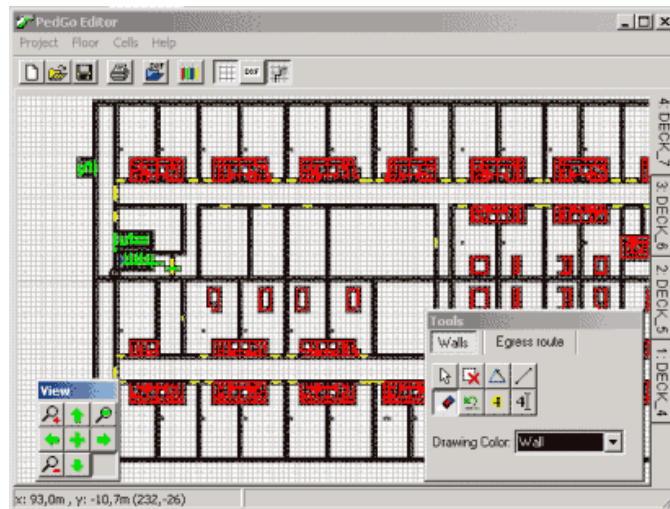 PedGo Editor
Project Floor Cells Help
DXF
4: DECK_7
3: DECK_6
2: DECK_5
1: DECK_4
Tools
Walls Egress route
Drawing Color: Wall
View
x: 93,0m , y: -10,7m (232,-26)